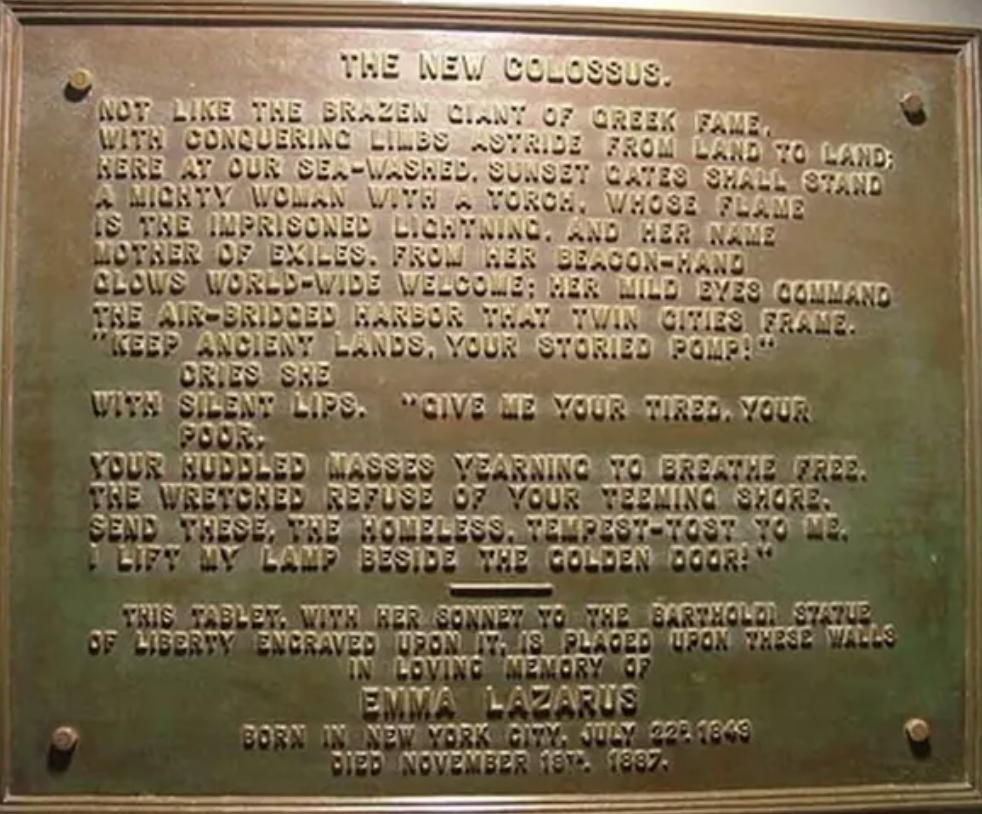 THE NEW COLOSSUS.
NOT LIKE THE BRAZEN GIANT OF GREEK FAME,
WITH CONQUERING LIMBS ASTRIDE FROM LAND TO LAND;
HERE AT OUR SEA-WASHED, SUNSET GATES SHALL STAND
A MIGHTY WOMAN WITH A TORCH, WHOSE FLAME
IS THE IMPRISONED LIGHTNING, AND HER NAME
MOTHER OF EXILES. FROM HER BEACON-HAND
GLOWS WORLD-WIDE WELCOME; HER MILD EYES COMMAND
THE AIR-BRIDGED HARBOR THAT TWIN CITIES FRAME.
"KEEP ANCIENT LANDS, YOUR STORIED POMP!"
CRIES SHE
WITH SILENT LIPS. "GIVE ME YOUR TIRED, YOUR
POOR,
YOUR HUDDLED MASSES YEARNING TO BREATHE FREE,
THE WRETCHED REFUSE OF YOUR TEEMING SHORE.
SEND THESE, THE HOMELESS, TEMPEST-TOST TO ME,
I LIFT MY LAMP BESIDE THE GOLDEN DOOR!"
THIS TABLET, WITH HER SONNET TO THE BARTHOLDI STATUE
OF LIBERTY ENGRAVED UPON IT, IS PLACED UPON THESE WALLS
IN LOVING MEMORY OF
EMMA LAZARUS
BORN IN NEW YORK CITY, JULY 22D, 1849
DIED NOVEMBER 19TH, 1887.